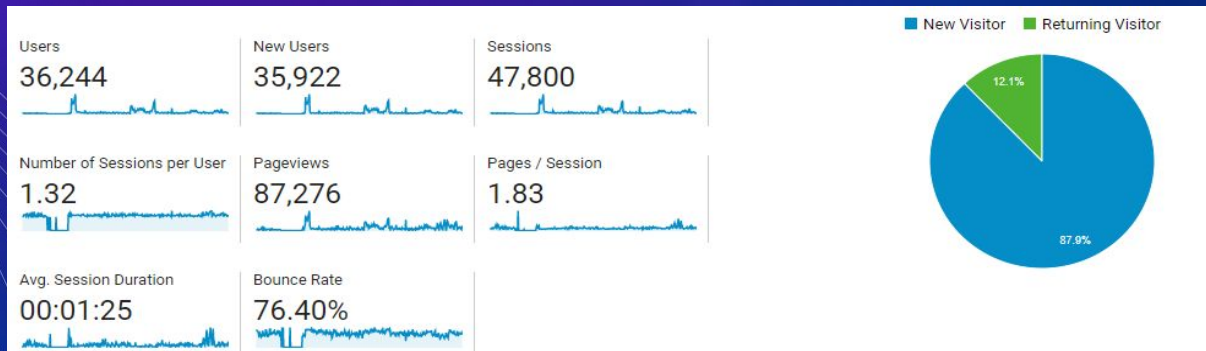 New Visitor Returning Visitor
Users
36,244
New Users
35,922
Sessions
47,800
Number of Sessions per User
1.32
Pageviews
87,276
Pages / Session
1.83
Avg. Session Duration
00:01:25
Bounce Rate
76.40%
12.1%
87.9%